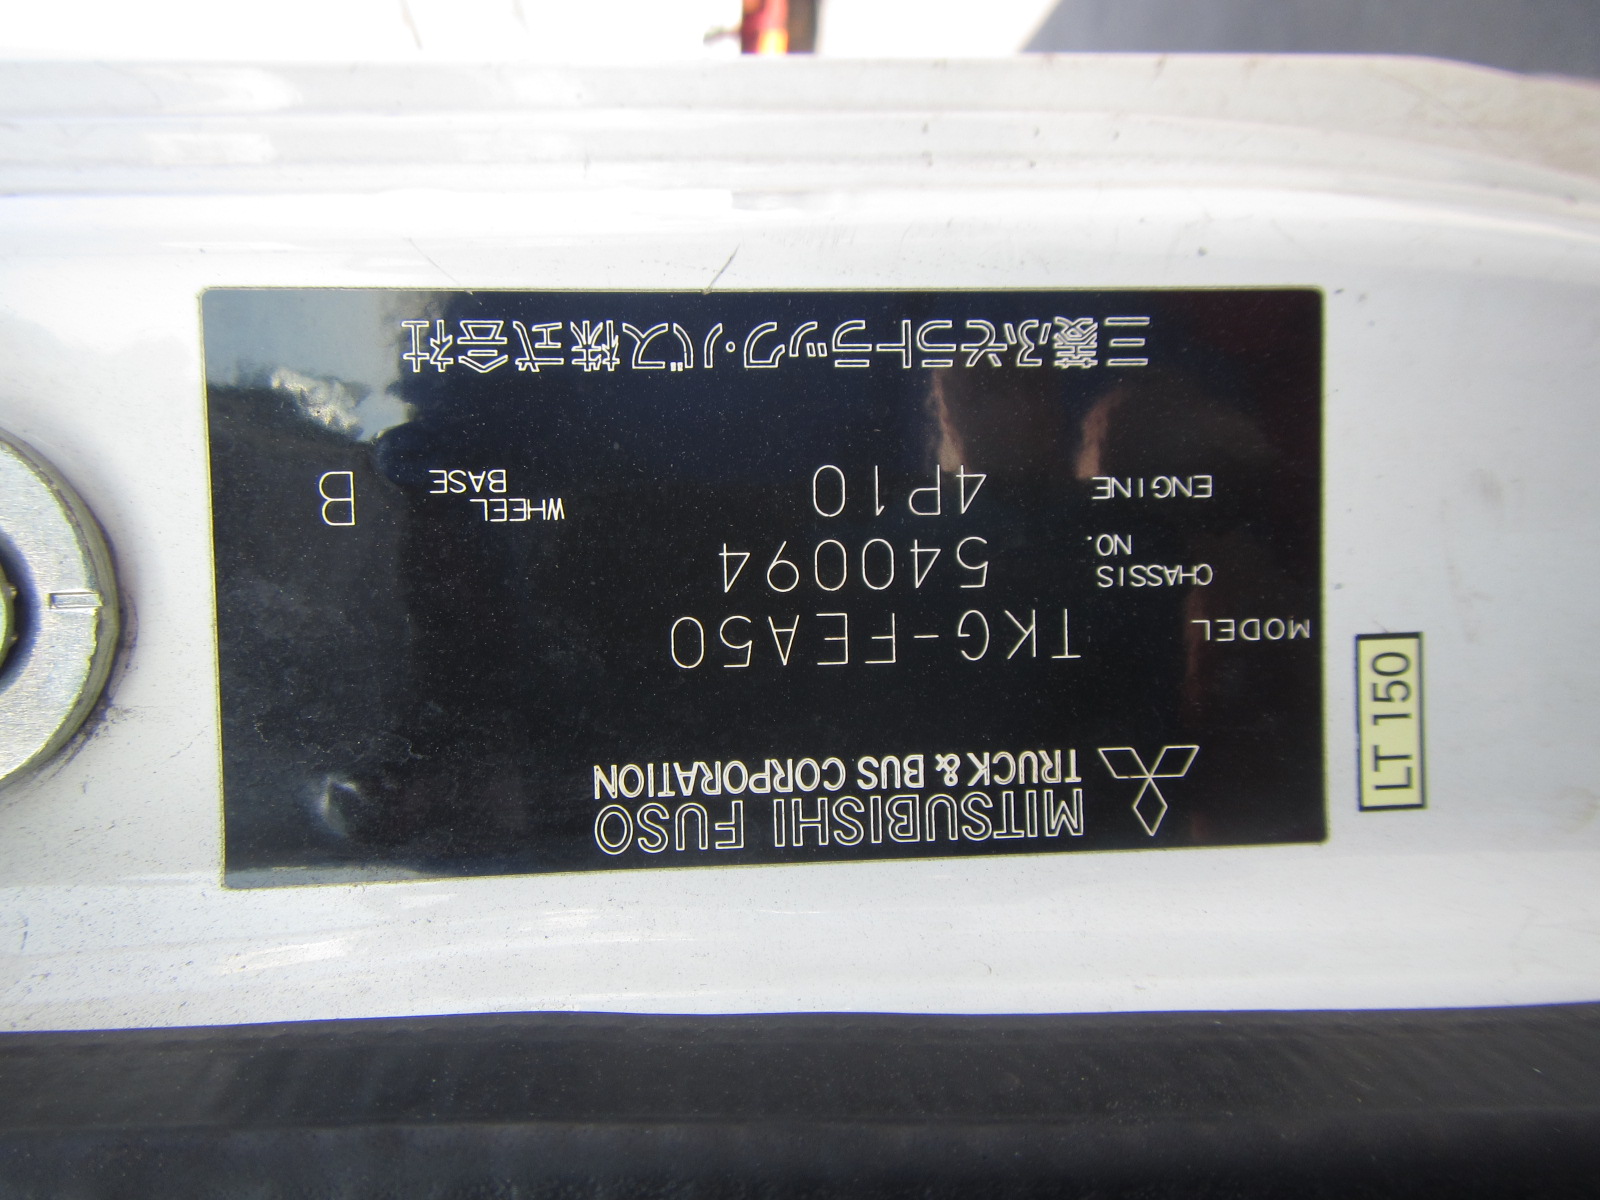 MITSUBISHI FUSO
TRUCK & BUS CORPORATION
MODEL TKG-FEA50
CHASSIS NO. 540094
ENGINE 4P10 WHEEL BASE B
三菱ふそうトラック・バス株式会社
LT 150